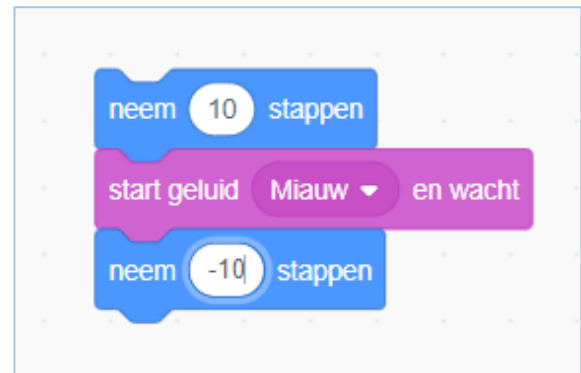 neem 10 stappen
start geluid Miauw en wacht
neem -10 stappen